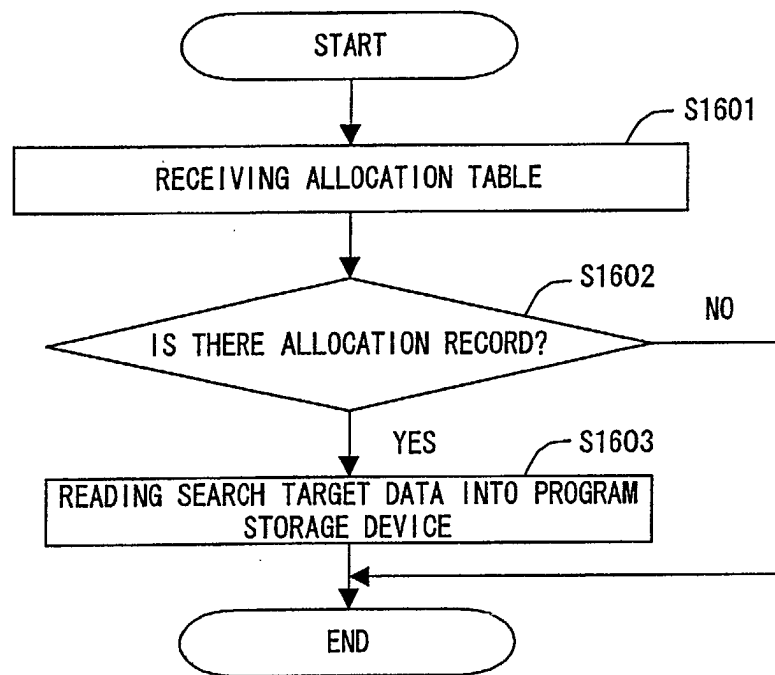 START
S1601
RECEIVING ALLOCATION TABLE
S1602
NO
IS THERE ALLOCATION RECORD?
YES
S1603
READING SEARCH TARGET DATA INTO PROGRAM
STORAGE DEVICE
END